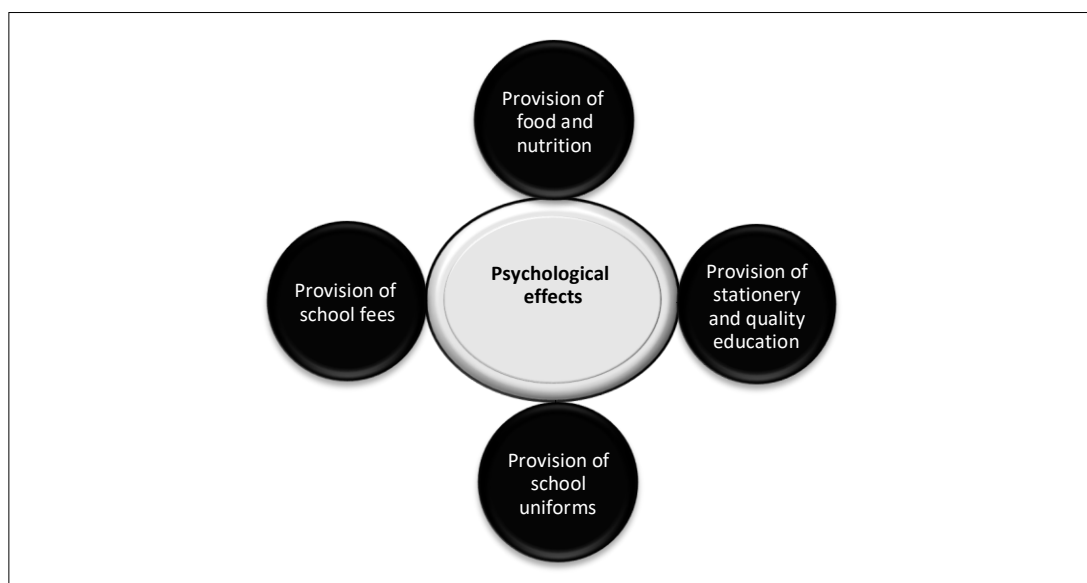 Provision of
food and
nutrition
Provision of
school fees
Psychological
effects
Provision of
stationery
and quality
education
Provision of
school
uniforms